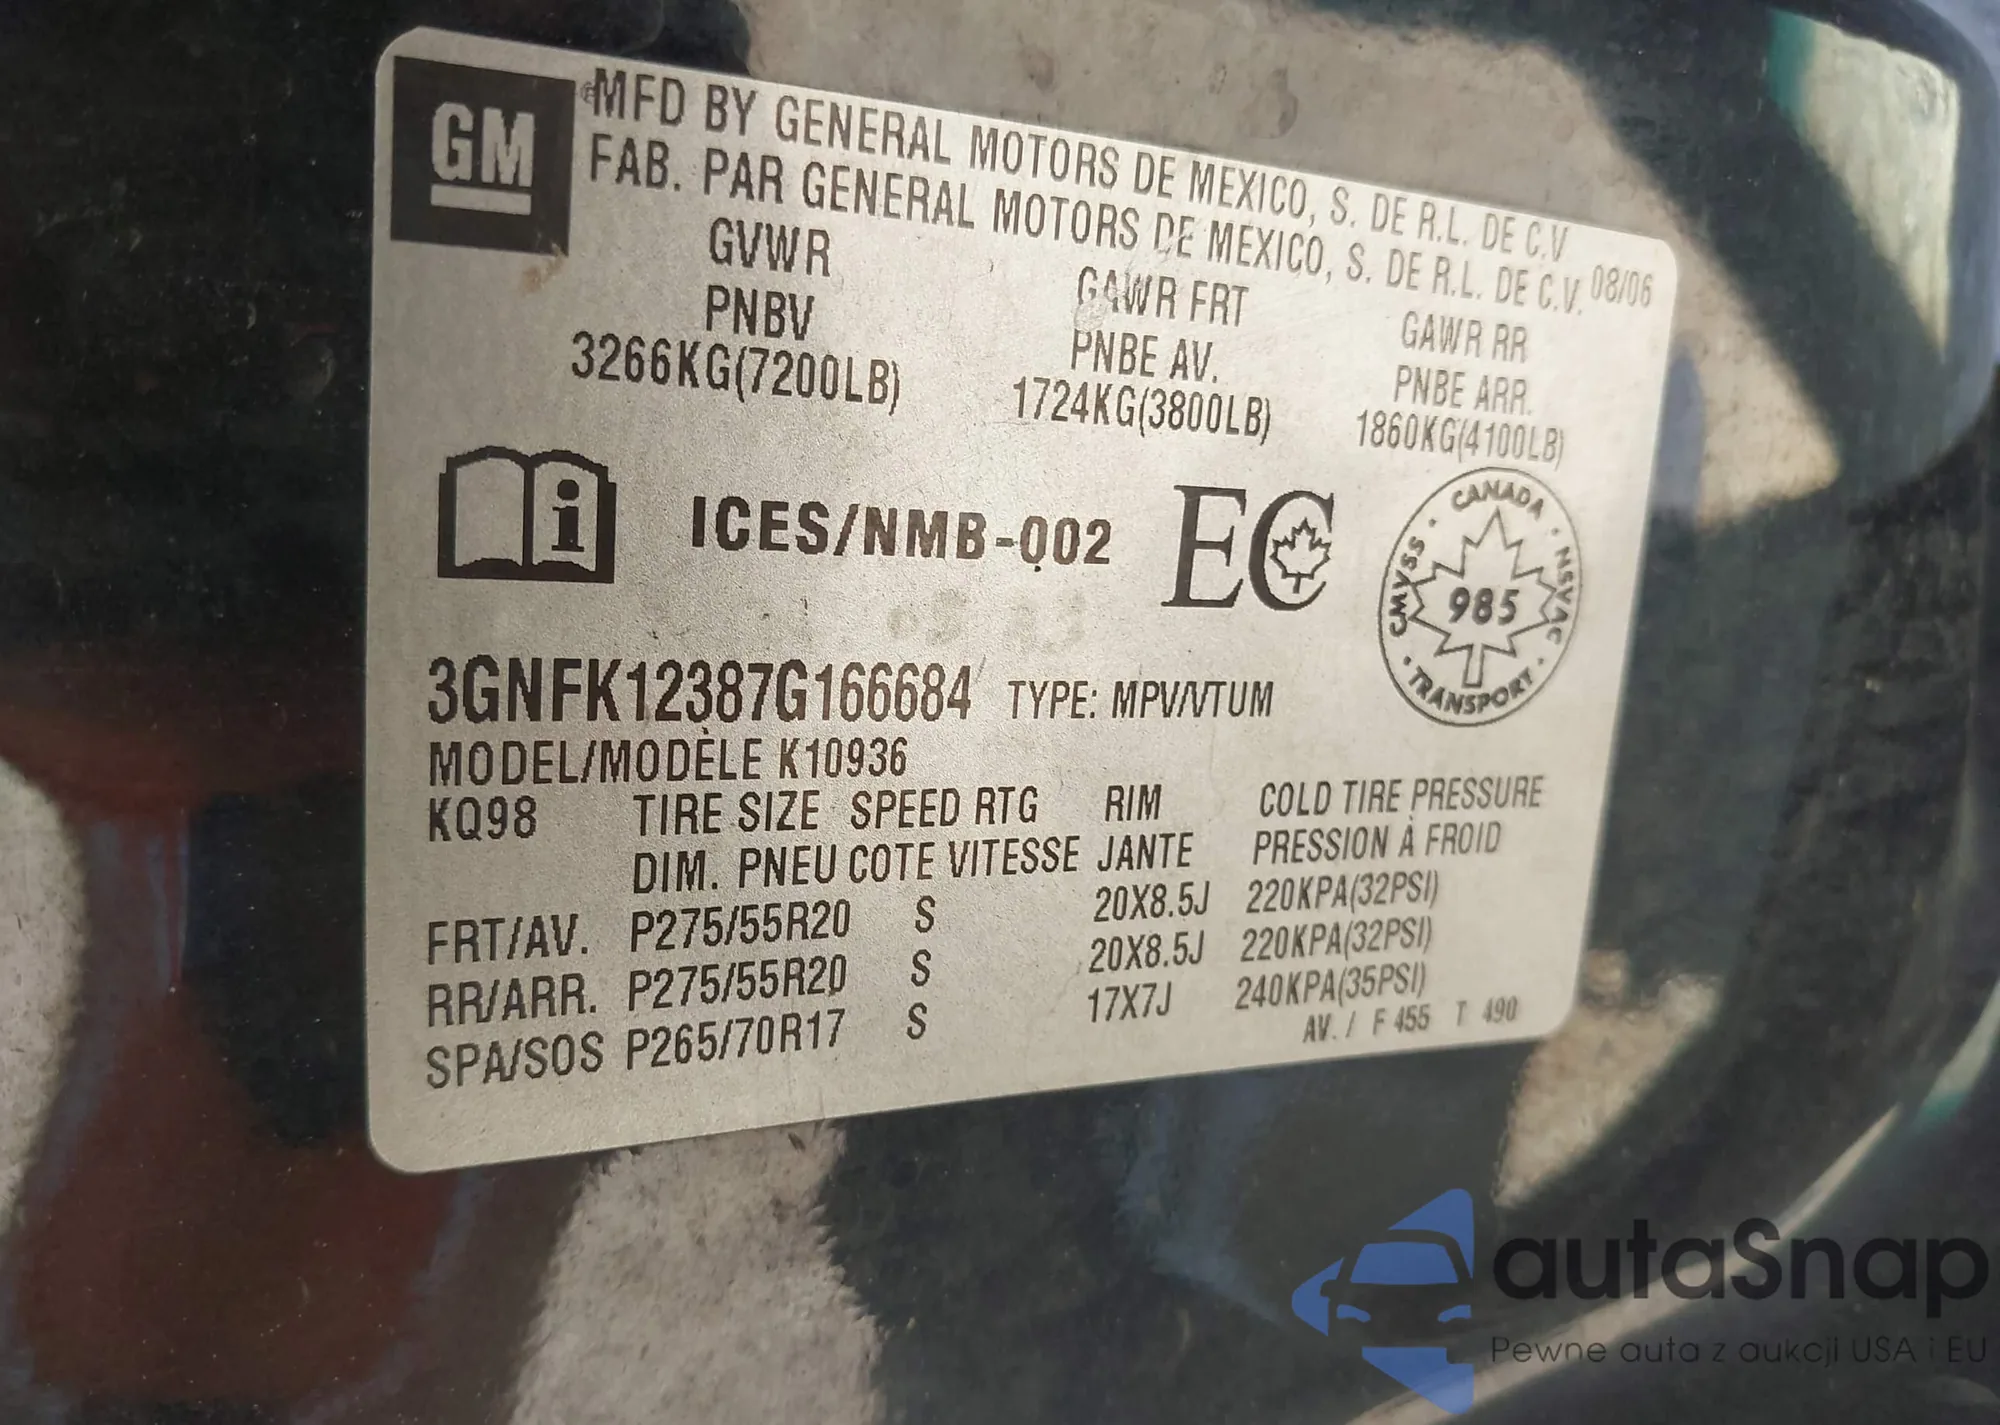 GM
MFD BY GENERAL MOTORS DE MEXICO, S. DE R.L. DE C.V
FAB. PAR GENERAL MOTORS DE MEXICO, S. DE R.L. DE C.V. 08/06
GVWR GAWR FRT GAWR RR
PNBV PNBE AV. PNBE ARR.
3266KG(7200LB) 1724KG(3800LB) 1860KG(4100LB)
i ICES/NMB-002 EC
CANADA · NSVAC · TRANSPORT · CMVSS ·
985
3GNFK12387G166684 TYPE: MPV/VTUM
MODEL/MODÈLE K10936
KQ98 TIRE SIZE SPEED RTG RIM COLD TIRE PRESSURE
DIM. PNEU COTE VITESSE JANTE PRESSION À FROID
FRT/AV. P275/55R20 S 20X8.5J 220KPA(32PSI)
RR/ARR. P275/55R20 S 20X8.5J 220KPA(32PSI)
SPA/SOS P265/70R17 S 17X7J 240KPA(35PSI)
AV. / F 455 T 490
autaSnap
Pewne auta z aukcji USA i EU